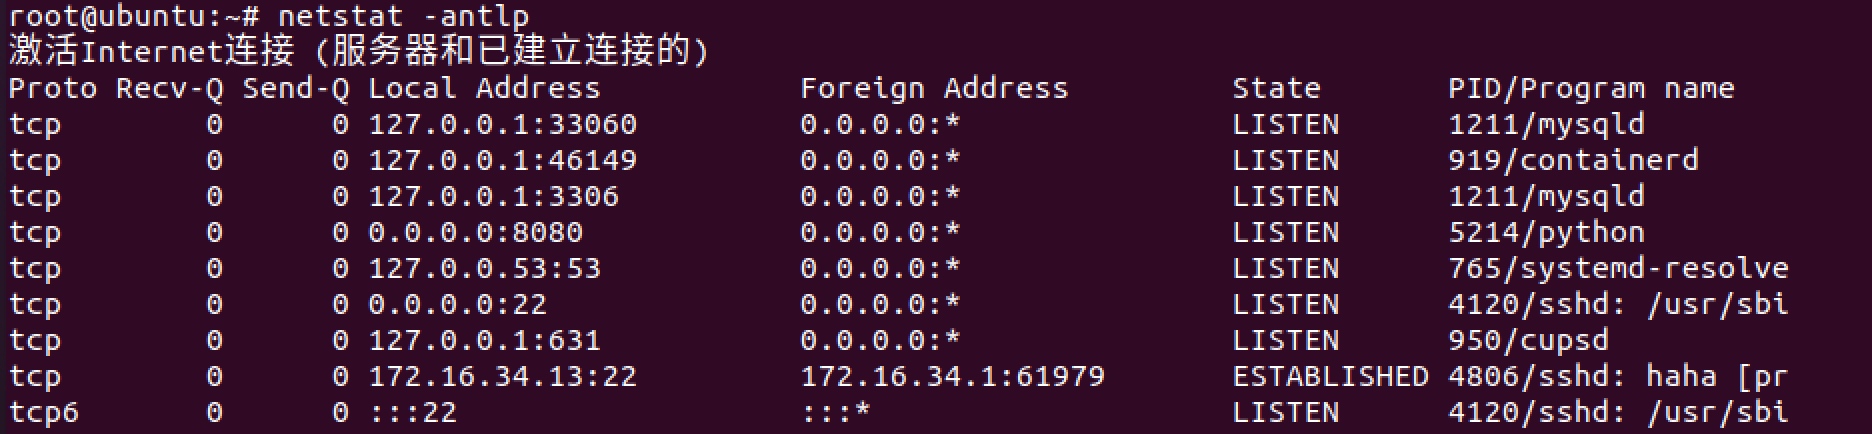 root@ubuntu:~# netstat -antlp
激活Internet连接 (服务器和已建立连接的)
Proto Recv-Q Send-Q Local Address           Foreign Address         State       PID/Program name
tcp        0      0 127.0.0.1:33060         0.0.0.0:*               LISTEN      1211/mysqld
tcp        0      0 127.0.0.1:46149         0.0.0.0:*               LISTEN      919/containerd
tcp        0      0 127.0.0.1:3306          0.0.0.0:*               LISTEN      1211/mysqld
tcp        0      0 0.0.0.0:8080            0.0.0.0:*               LISTEN      5214/python
tcp        0      0 127.0.0.53:53           0.0.0.0:*               LISTEN      765/systemd-resolve
tcp        0      0 0.0.0.0:22              0.0.0.0:*               LISTEN      4120/sshd: /usr/sbi
tcp        0      0 127.0.0.1:631           0.0.0.0:*               LISTEN      950/cupsd
tcp        0      0 172.16.34.13:22         172.16.34.1:61979       ESTABLISHED 4806/sshd: haha [pr
tcp6       0      0 :::22                   :::*                    LISTEN      4120/sshd: /usr/sbi